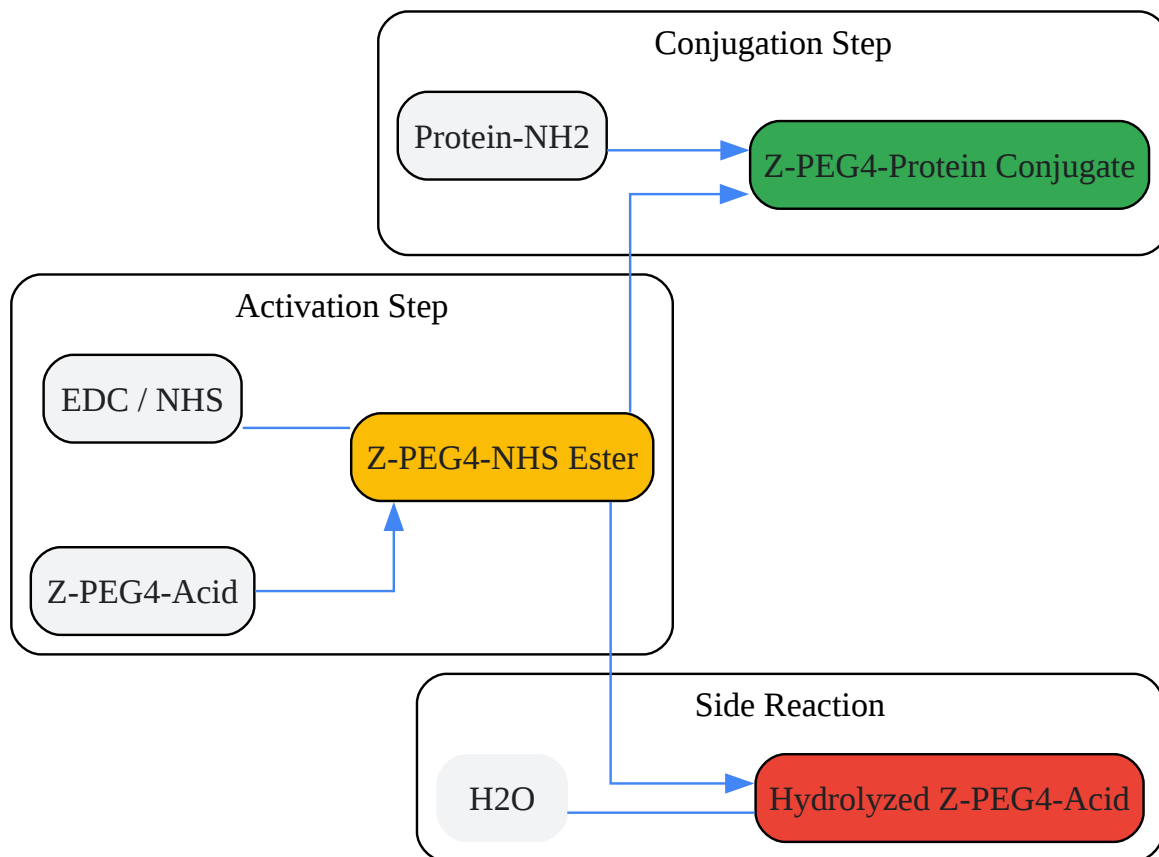 Conjugation Step
Protein-NH2
Z-PEG4-Protein Conjugate
Activation Step
EDC / NHS
Z-PEG4-NHS Ester
Z-PEG4-Acid
Side Reaction
H2O
Hydrolyzed Z-PEG4-Acid